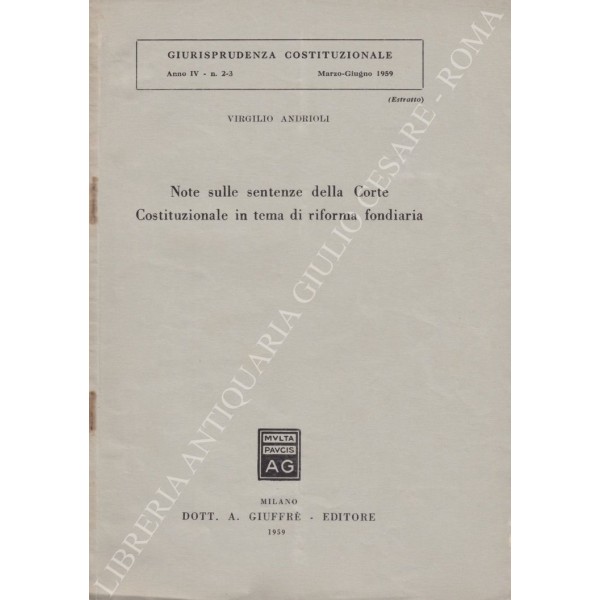 GIURISPRUDENZA COSTITUZIONALE
Anno IV - n. 2-3 Marzo-Giugno 1959
(Estratto)
VIRGILIO ANDRIOLI
Note sulle sentenze della Corte
Costituzionale in tema di riforma fondiaria
MVLTA
PAVCIS
AG
MILANO
DOTT. A. GIUFFRÈ - EDITORE
1959
LIBRERIA ANTIQUARIA GIULIO CESARE - ROMA